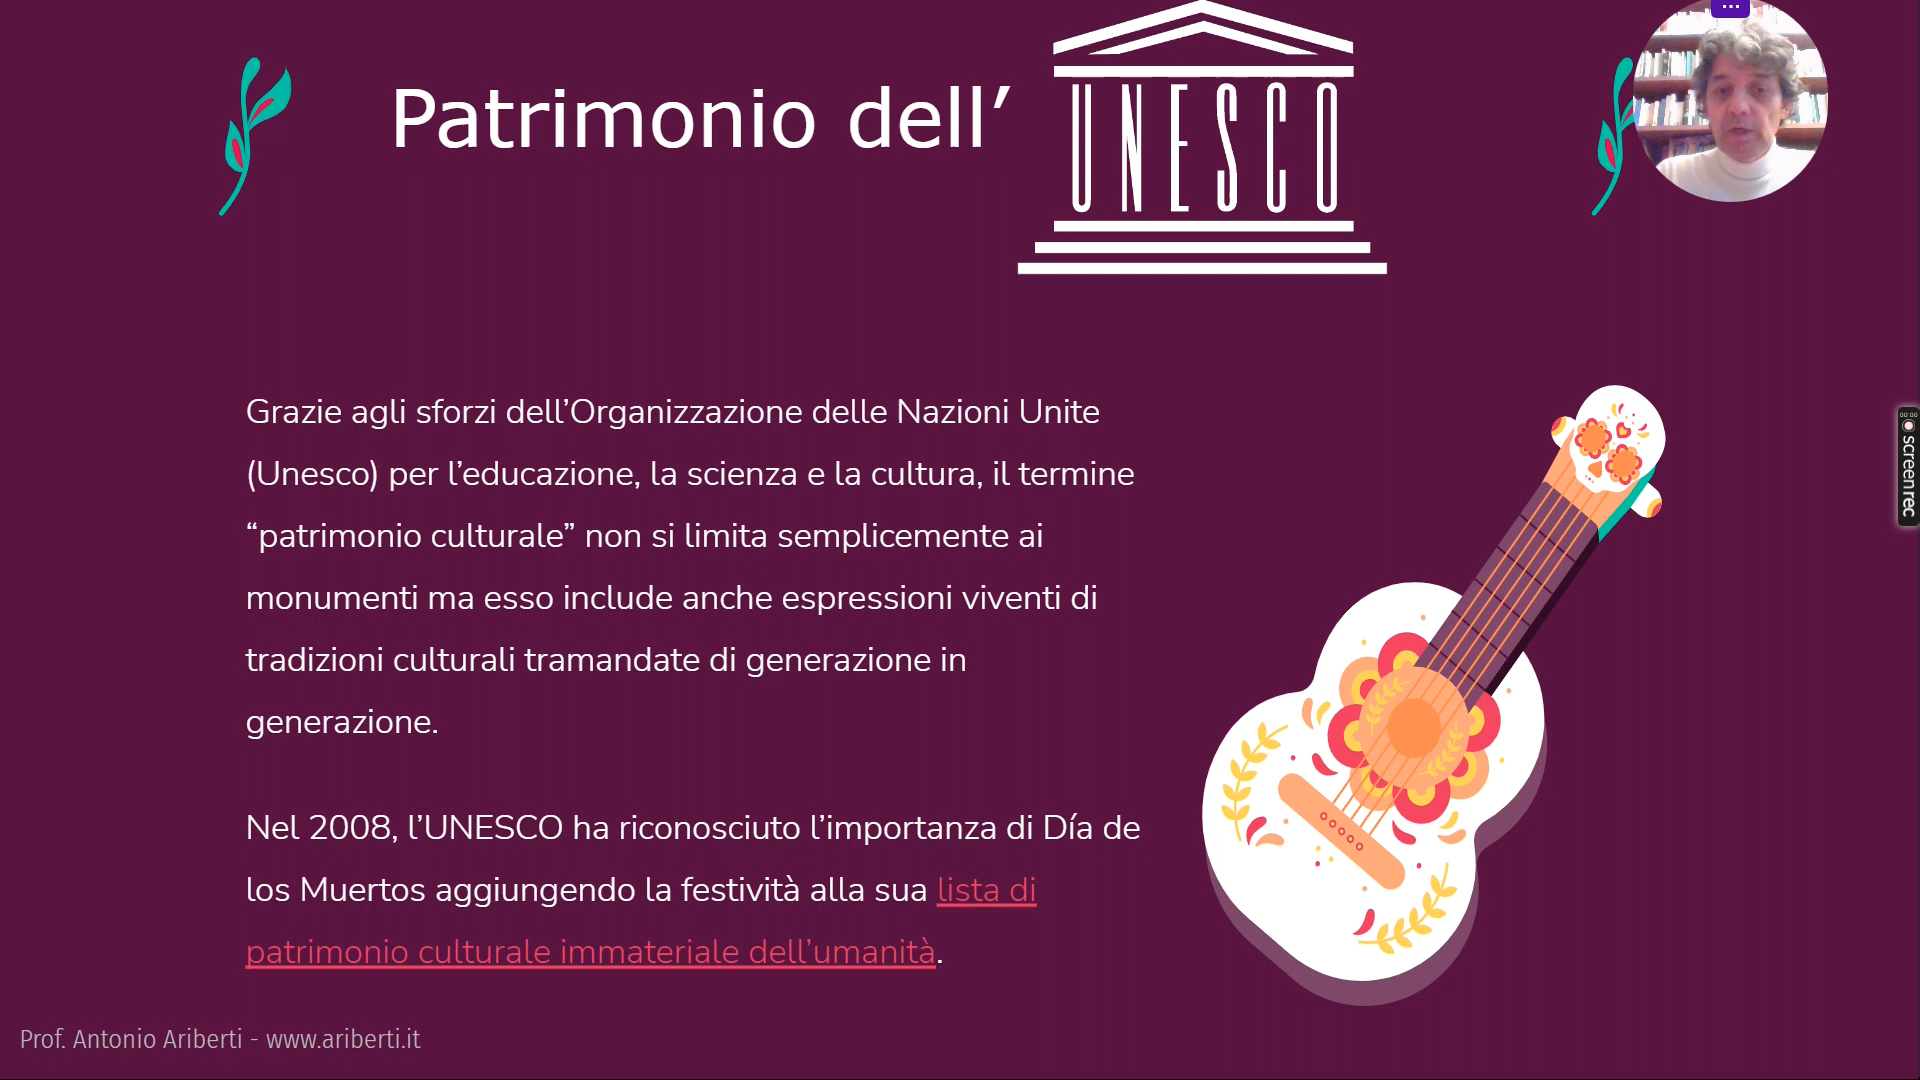 Patrimonio dell’
UNESCO
Grazie agli sforzi dell’Organizzazione delle Nazioni Unite
(Unesco) per l’educazione, la scienza e la cultura, il termine
“patrimonio culturale” non si limita semplicemente ai
monumenti ma esso include anche espressioni viventi di
tradizioni culturali tramandate di generazione in
generazione.
Nel 2008, l’UNESCO ha riconosciuto l’importanza di Día de
los Muertos aggiungendo la festività alla sua lista di
patrimonio culturale immateriale dell’umanità.
Prof. Antonio Ariberti - www.ariberti.it
00:00
screenrec